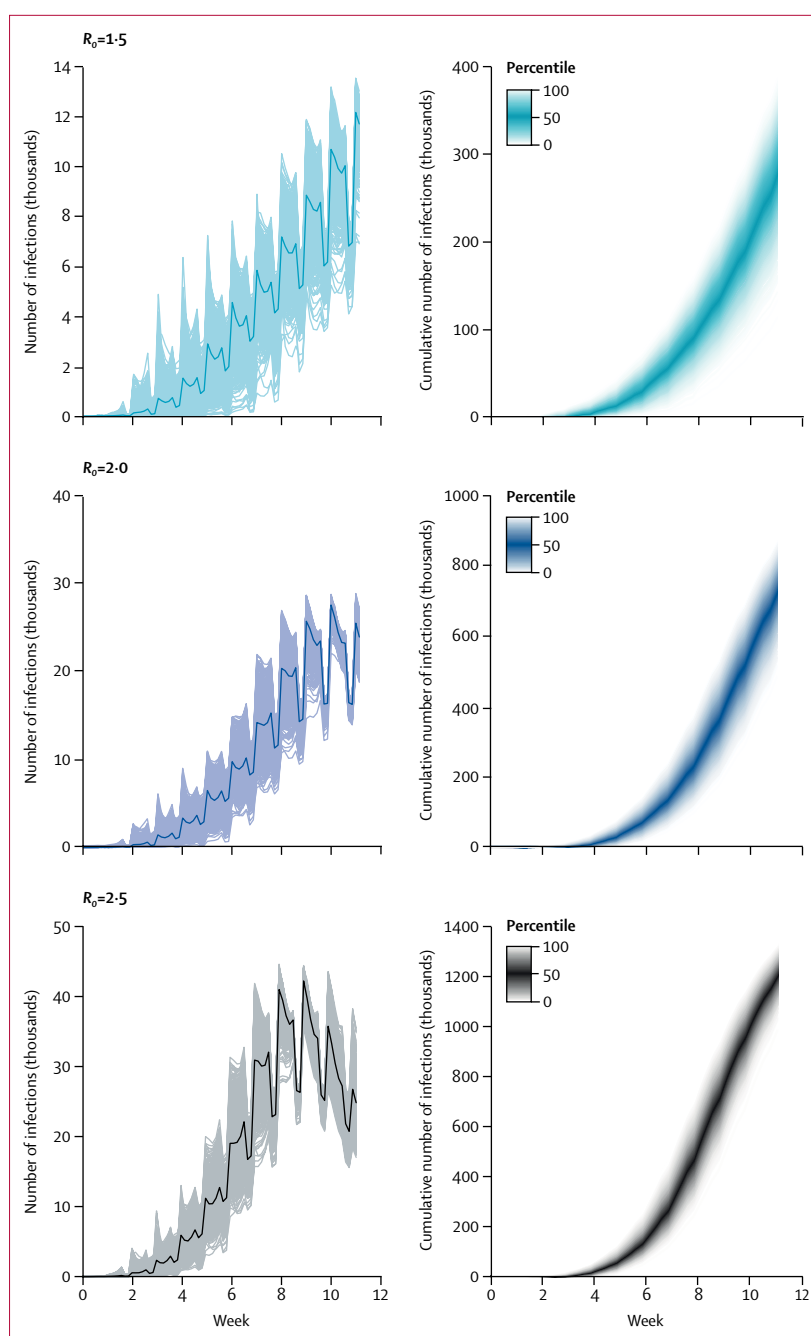 R₀=1·5
Number of infections (thousands)
14
12
10
8
6
4
2
0
Cumulative number of infections (thousands)
400
300
200
100
0
Percentile
100
50
0
R₀=2·0
Number of infections (thousands)
40
30
20
10
0
Cumulative number of infections (thousands)
1000
800
600
400
200
0
Percentile
100
50
0
R₀=2·5
Number of infections (thousands)
50
40
30
20
10
0
0 2 4 6 8 10 12
Week
Cumulative number of infections (thousands)
1400
1200
1000
800
600
400
200
0
Percentile
100
50
0
0 2 4 6 8 10 12
Week